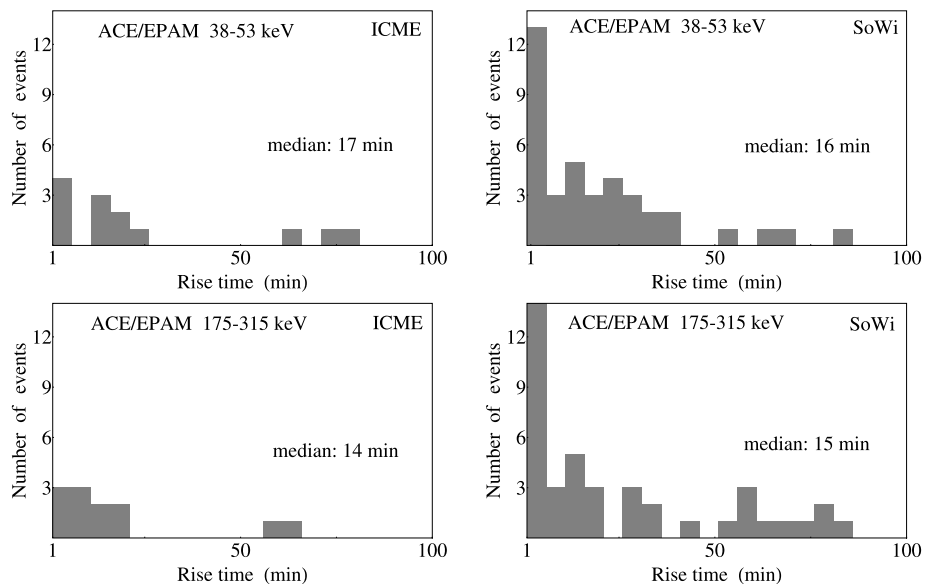 ACE/EPAM 38-53 keV ICME
12
9
6
3
median: 17 min
Number of events
1 50 100
Rise time (min)
ACE/EPAM 38-53 keV SoWi
12
9
6
3
median: 16 min
Number of events
1 50 100
Rise time (min)
ACE/EPAM 175-315 keV ICME
12
9
6
3
median: 14 min
Number of events
1 50 100
Rise time (min)
ACE/EPAM 175-315 keV SoWi
12
9
6
3
median: 15 min
Number of events
1 50 100
Rise time (min)